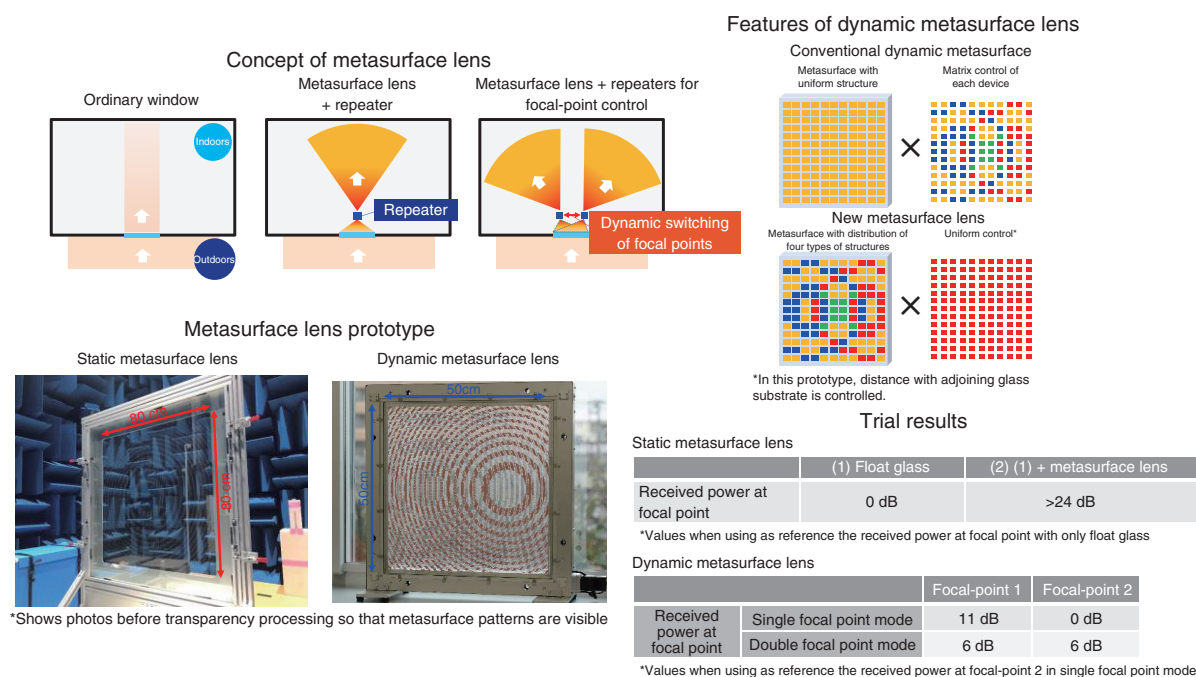 Concept of metasurface lens
Ordinary window
Metasurface lens
+ repeater
Metasurface lens + repeaters for
focal-point control
Indoors
Outdoors
Repeater
Dynamic switching
of focal points
Metasurface lens prototype
Static metasurface lens
Dynamic metasurface lens
80 cm
80 cm
50cm
50cm
*Shows photos before transparency processing so that metasurface patterns are visible
Features of dynamic metasurface lens
Conventional dynamic metasurface
Metasurface with
uniform structure
Matrix control of
each device
×
New metasurface lens
Metasurface with distribution of
four types of structures
Uniform control*
×
*In this prototype, distance with adjoining glass
substrate is controlled.
Trial results
Static metasurface lens
(1) Float glass
(2) (1) + metasurface lens
Received power at
focal point
0 dB
>24 dB
*Values when using as reference the received power at focal point with only float glass
Dynamic metasurface lens
Focal-point 1
Focal-point 2
Received
power at
focal point
Single focal point mode
11 dB
0 dB
Double focal point mode
6 dB
6 dB
*Values when using as reference the received power at focal-point 2 in single focal point mode